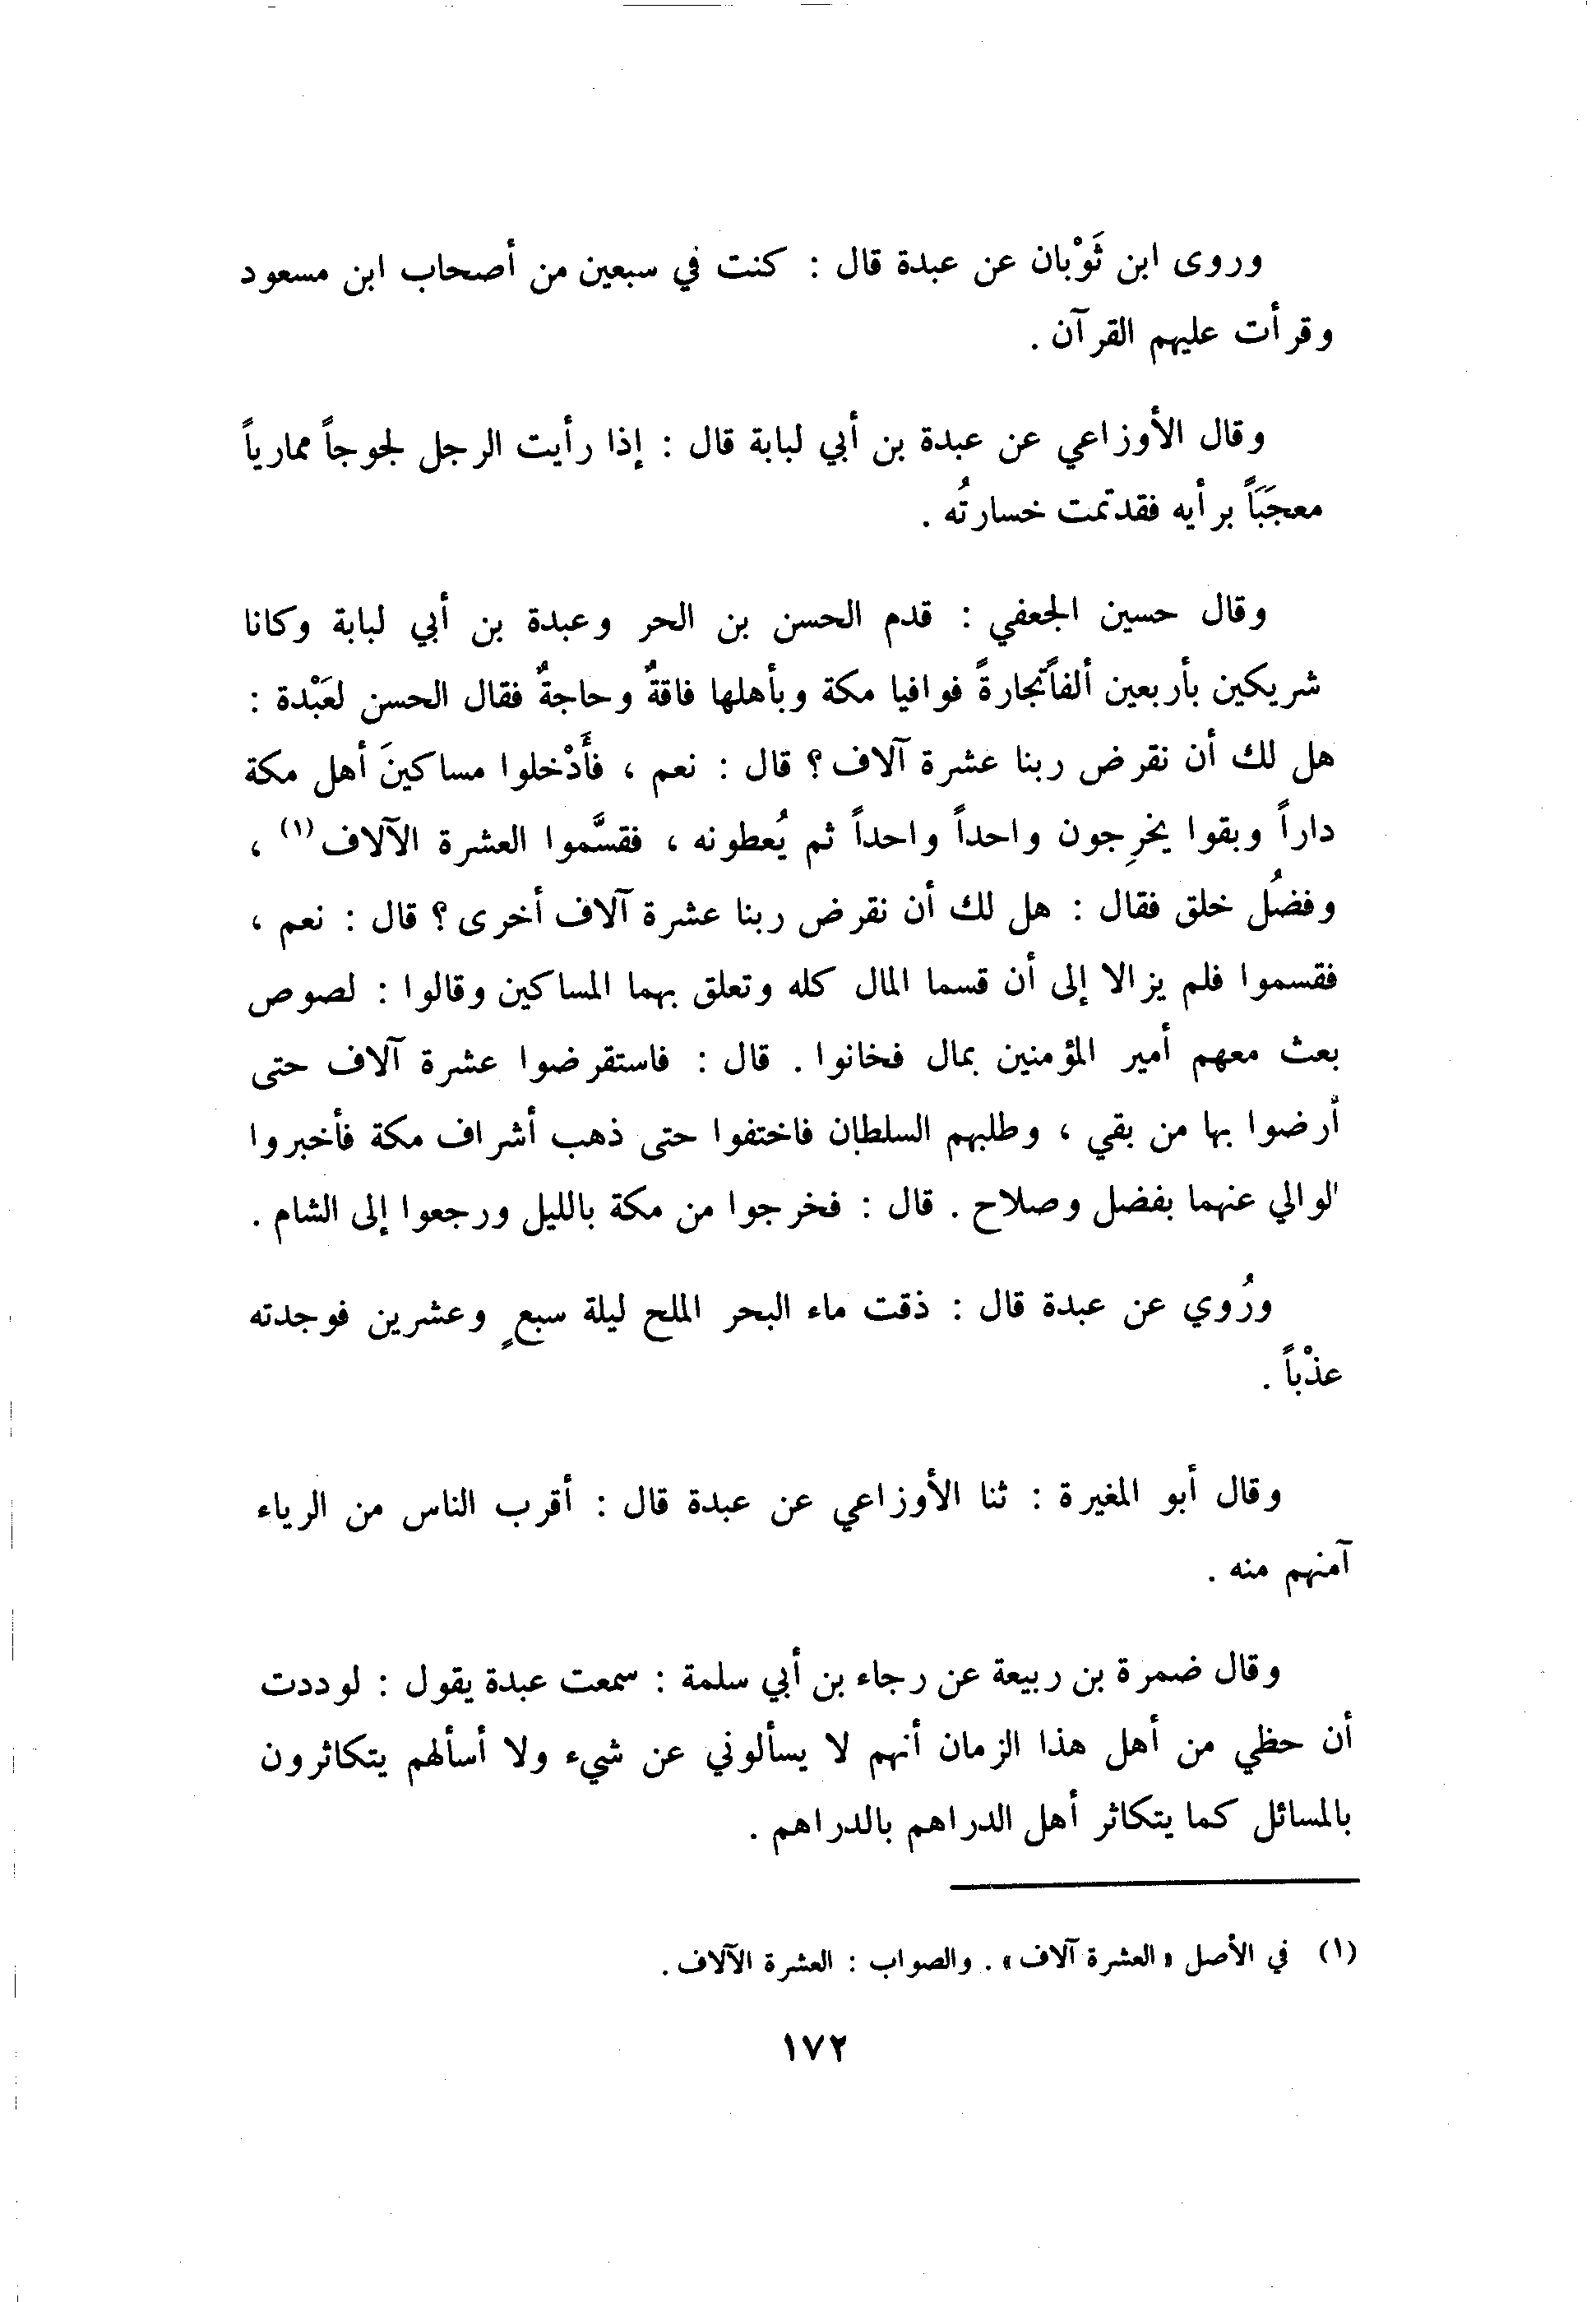 وروى ابن ثَوْبان عن عبدة قال : كنت في سبعين من أصحاب ابن مسعود
وقرأت عليهم القرآن .
وقال الأوزاعي عن عبدة بن أبي لبابة قال : إذا رأيت الرجل لجوجاً ممارياً
معجَبَاً برأيه فقد تمت خسارتُه .
وقال حسين الجعفي : قدم الحسن بن الحر وعبدة بن أبي لبابة وكانا
شريكين بأربعين ألفاً تجارةً فوافيا مكة وبأهلها فاقةٌ وحاجةٌ فقال الحسن لعَبْدة :
هل لك أن نقرض ربنا عشرة آلاف ؟ قال : نعم ، فأَدْخلوا مساكينَ أهل مكة
داراً وبقوا يخرِجون واحداً واحداً ثم يُعطونه ، فقسَّموا العشرة الآلاف (١) ،
وفضُل خلق فقال : هل لك أن نقرض ربنا عشرة آلاف أخرى ؟ قال : نعم ،
فقسموا فلم يزالا إلى أن قسما المال كله وتعلق بهما المساكين وقالوا : لصوص
بعث معهم أمير المؤمنين بمال فخانوا . قال : فاستقرضوا عشرة آلاف حتى
أرضوا بها من بقي ، وطلبهم السلطان فاختفوا حتى ذهب أشراف مكة فأخبروا
الوالي عنهما بفضل وصلاح . قال : فخرجوا من مكة بالليل ورجعوا إلى الشام .
ورُوي عن عبدة قال : ذقت ماء البحر الملح ليلة سبعٍ وعشرين فوجدته
عذْباً .
وقال أبو المغيرة : ثنا الأوزاعي عن عبدة قال : أقرب الناس من الرياء
آمنهم منه .
وقال ضمرة بن ربيعة عن رجاء بن أبي سلمة : سمعت عبدة يقول : لوددت
أن حظي من أهل هذا الزمان أنهم لا يسألوني عن شيء ولا أسألهم يتكاثرون
بالمسائل كما يتكاثر أهل الدراهم بالدراهم .
(١) في الأصل «العشرة آلاف» . والصواب : العشرة الآلاف .
١٧٢